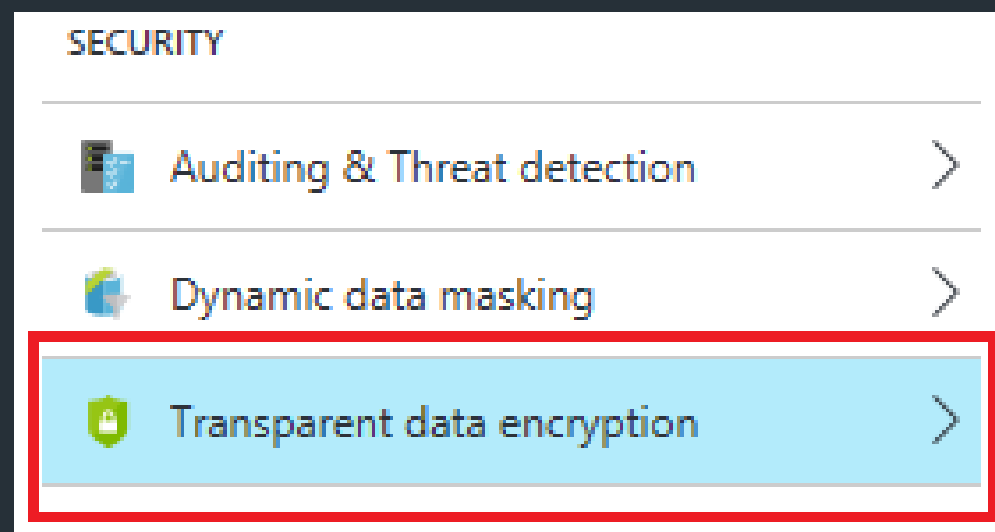 SECURITY
Auditing & Threat detection
Dynamic data masking
Transparent data encryption